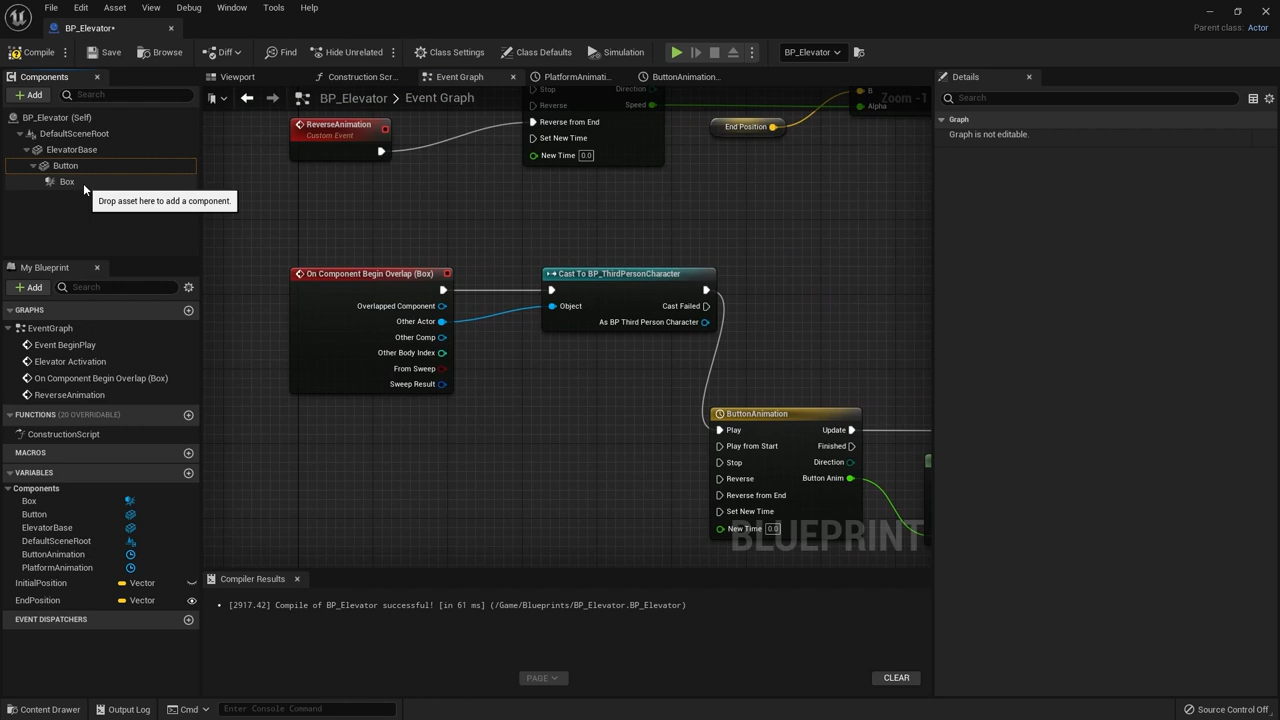 File Edit Asset View Debug Window Tools Help
BP_Elevator•
Parent class: Actor
Compile Save Browse Diff Find Hide Unrelated Class Settings Class Defaults Simulation BP_Elevator
Components Viewport Construction Scr... Event Graph PlatformAnimati... ButtonAnimation... Details
Add Search
BP_Elevator > Event Graph
Zoom -1
Search
BP_Elevator (Self)
DefaultSceneRoot
ElevatorBase
Button
Box
Drop asset here to add a component.
Graph
Graph is not editable.
ReverseAnimation
Custom Event
Stop Direction
Reverse Speed
Reverse from End
Set New Time
New Time 0.0
End Position
B
Alpha
My Blueprint
Add Search
GRAPHS
EventGraph
Event BeginPlay
Elevator Activation
On Component Begin Overlap (Box)
ReverseAnimation
FUNCTIONS (20 OVERRIDABLE)
ConstructionScript
MACROS
VARIABLES
Components
Box
Button
ElevatorBase
DefaultSceneRoot
ButtonAnimation
PlatformAnimation
InitialPosition Vector
EndPosition Vector
EVENT DISPATCHERS
On Component Begin Overlap (Box)
Overlapped Component
Other Actor
Other Comp
Other Body Index
From Sweep
Sweep Result
Cast To BP_ThirdPersonCharacter
Object Cast Failed
As BP Third Person Character
ButtonAnimation
Play Update
Play from Start Finished
Stop Direction
Reverse Button Anim
Reverse from End
Set New Time
New Time 0.0
BLUEPRINT
Compiler Results
• [2917.42] Compile of BP_Elevator successful! [in 61 ms] (/Game/Blueprints/BP_Elevator.BP_Elevator)
PAGE CLEAR
Content Drawer Output Log Cmd Enter Console Command Source Control Off